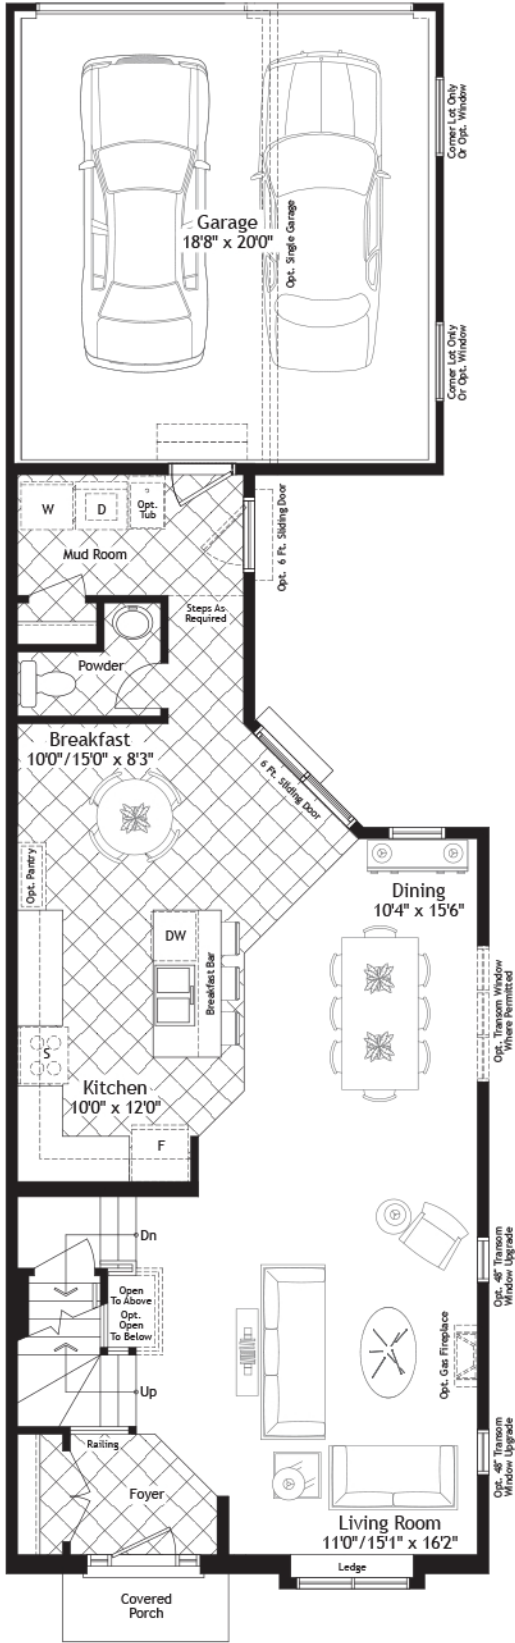 Corner Lot Only
Or Opt. Window
Garage
18'8" x 20'0"
Opt. Single Garage
Corner Lot Only
Or Opt. Window
W
D
Opt.
Tub
Mud Room
Opt. 6 Ft. Sliding Door
Steps As
Required
Powder
Breakfast
10'0"/15'0" x 8'3"
6 Ft. Sliding Door
Opt. Pantry
Dining
10'4" x 15'6"
DW
Breakfast Bar
Opt. Transom Window
Where Permitted
S
Kitchen
10'0" x 12'0"
F
Dn
Open
To Above
Opt.
Open
To Below
Opt. 48" Transom
Window Upgrade
Opt. Gas Fireplace
Up
Railing
Opt. 48" Transom
Window Upgrade
Foyer
Living Room
11'0"/15'1" x 16'2"
Ledge
Covered
Porch